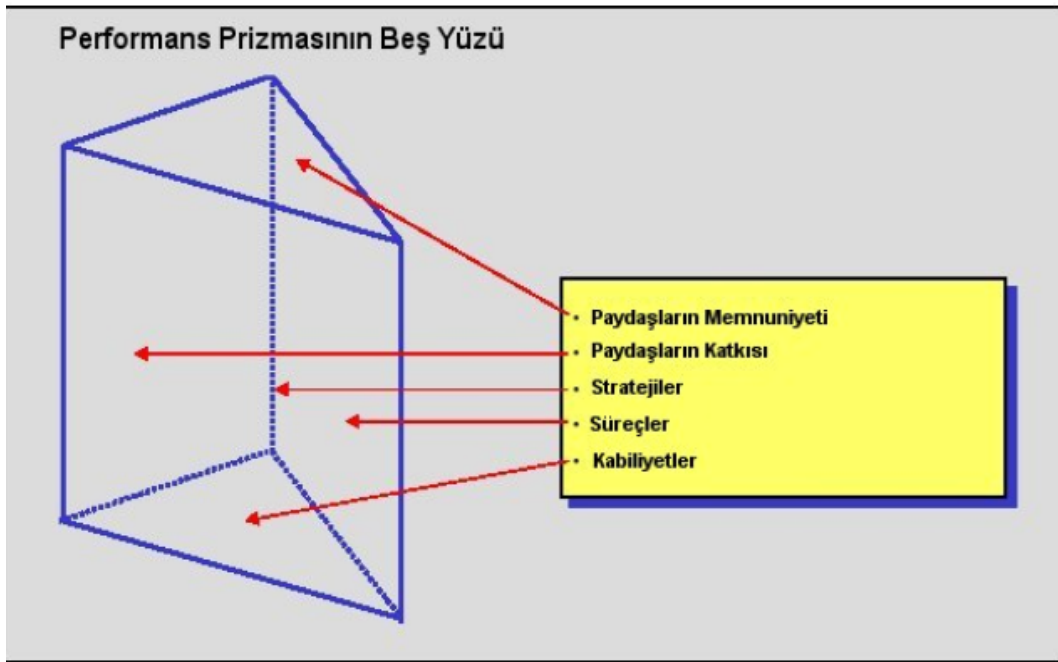 Performans Prizmasının Beş Yüzü
• Paydaşların Memnuniyeti
• Paydaşların Katkısı
• Stratejiler
• Süreçler
• Kabiliyetler